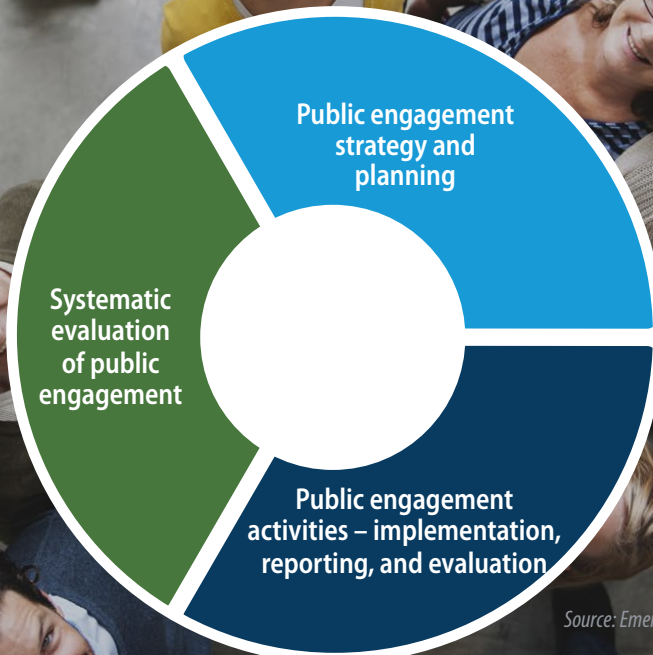 Public engagement
strategy and
planning
Systematic
evaluation
of public
engagement
Public engagement
activities – implementation,
reporting, and evaluation
Source: